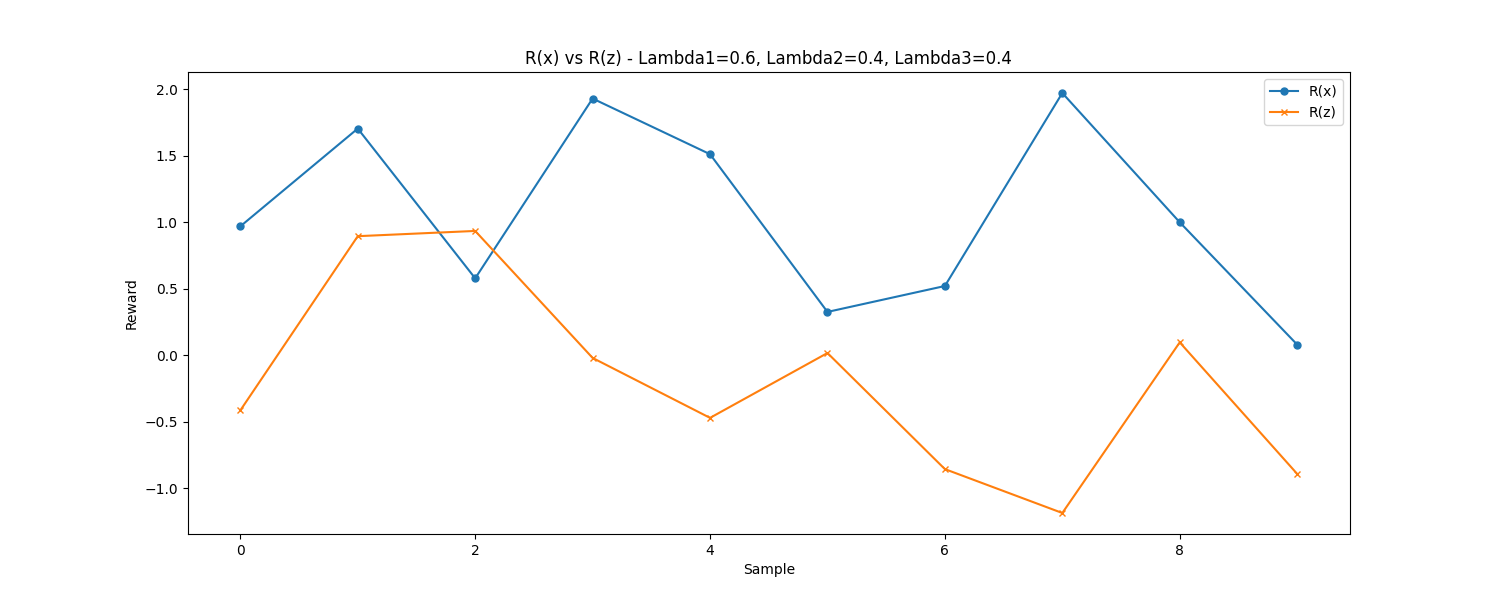 R(x) vs R(z) - Lambda1=0.6, Lambda2=0.4, Lambda3=0.4
R(x)
R(z)
2.0
1.5
1.0
0.5
0.0
−0.5
−1.0
Reward
0 2 4 6 8
Sample